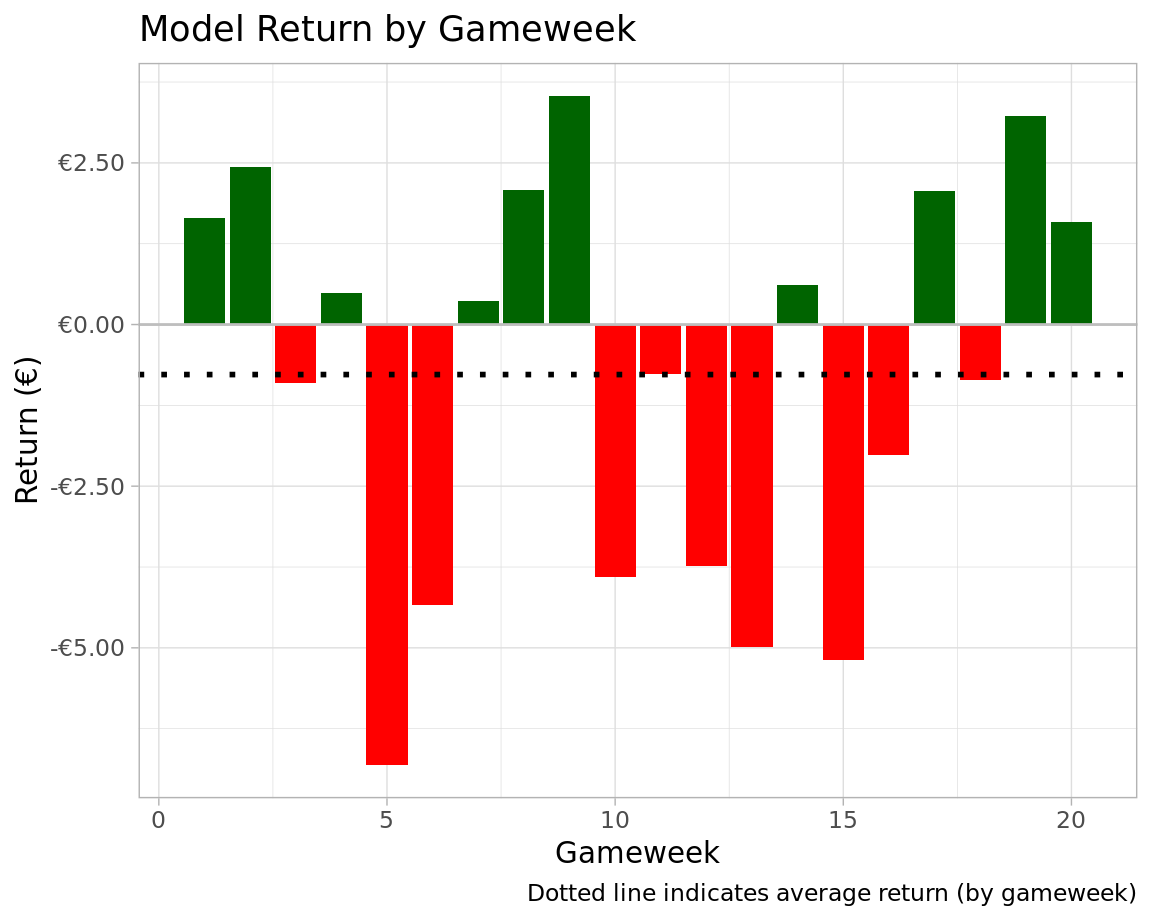 Model Return by Gameweek
€2.50
€0.00
-€2.50
-€5.00
Return (€)
0 5 10 15 20
Gameweek
Dotted line indicates average return (by gameweek)